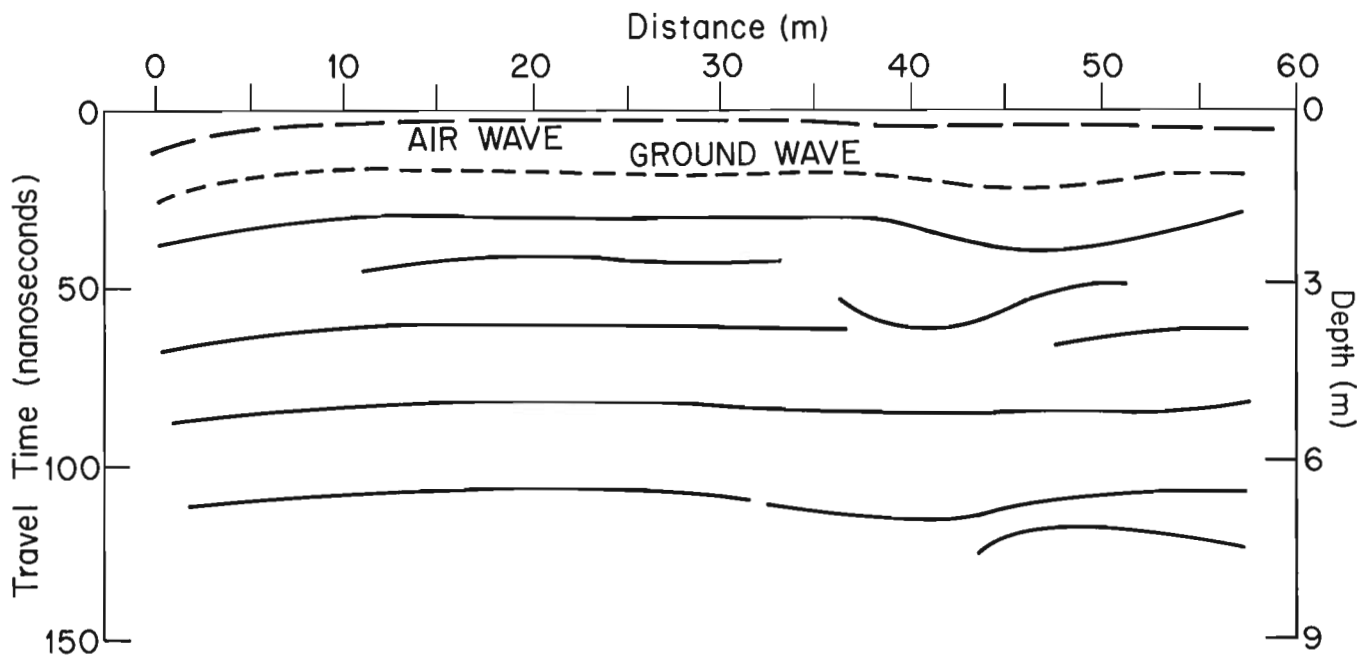 Distance (m)
0 10 20 30 40 50 60
0 0
AIR WAVE
GROUND WAVE
50 3
100 6
150 9
Travel Time (nanoseconds)
Depth (m)